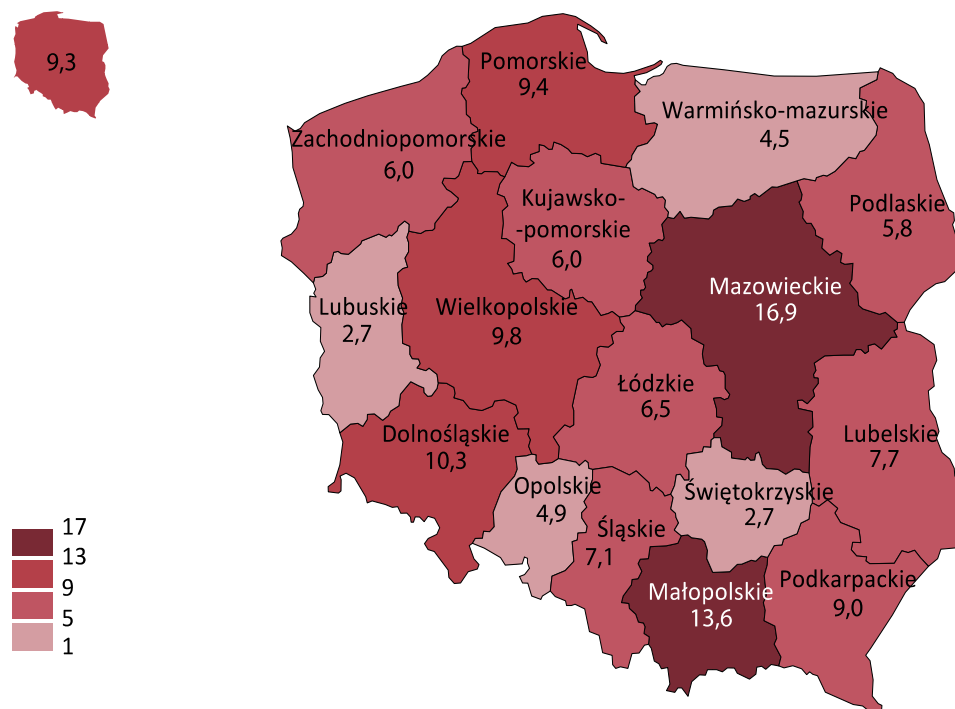 9,3
Pomorskie
9,4
Warmińsko-mazurskie
4,5
Zachodniopomorskie
6,0
Kujawsko-
-pomorskie
6,0
Podlaskie
5,8
Mazowieckie
16,9
Lubuskie
2,7
Wielkopolskie
9,8
Łódzkie
6,5
Dolnośląskie
10,3
Lubelskie
7,7
Opolskie
4,9
Świętokrzyskie
2,7
Śląskie
7,1
Małopolskie
13,6
Podkarpackie
9,0
17
13
9
5
1